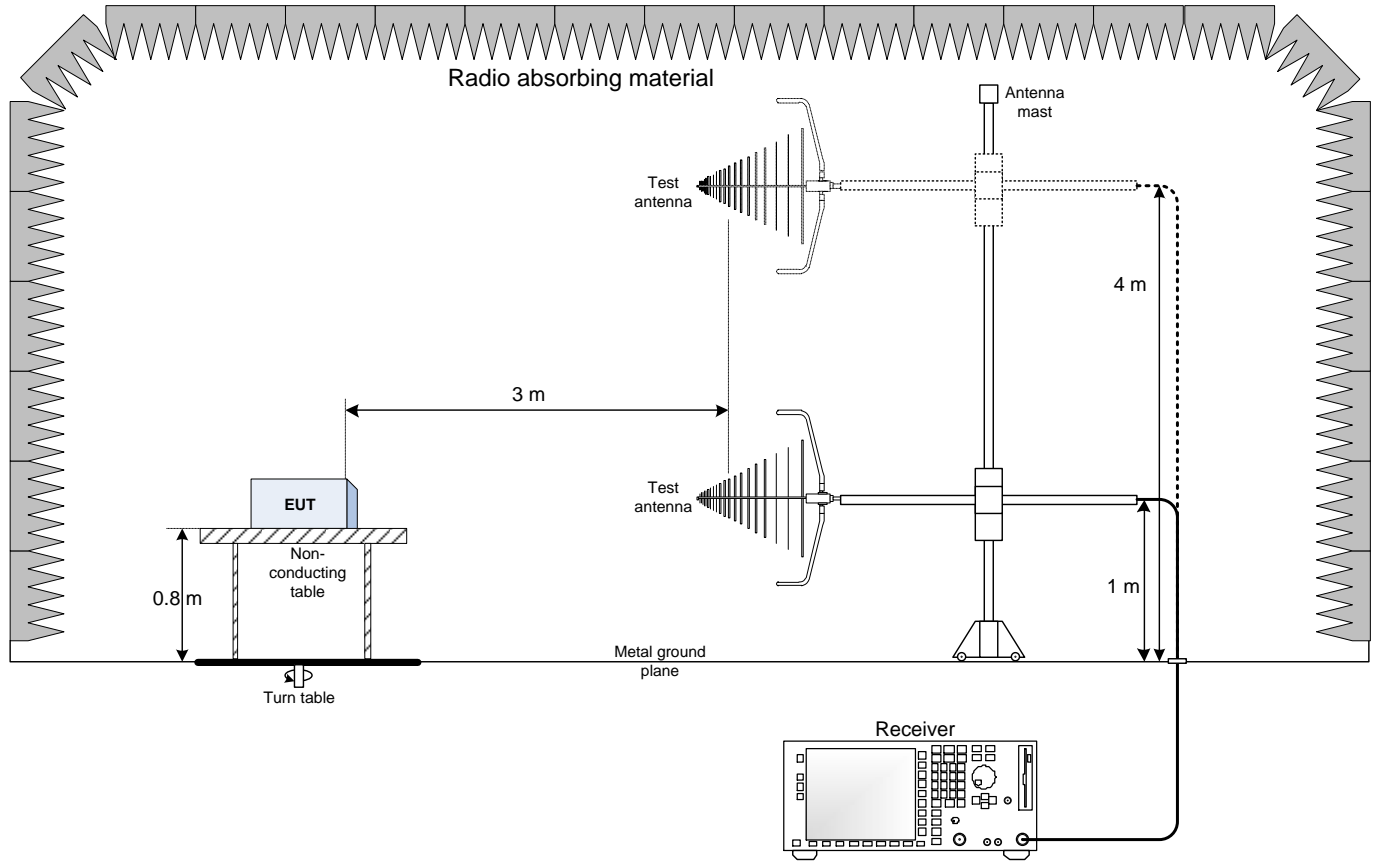 Radio absorbing material
Antenna
mast
Test
antenna
4 m
3 m
Test
antenna
EUT
Non-
conducting
table
0.8 m
1 m
Metal ground
plane
Turn table
Receiver